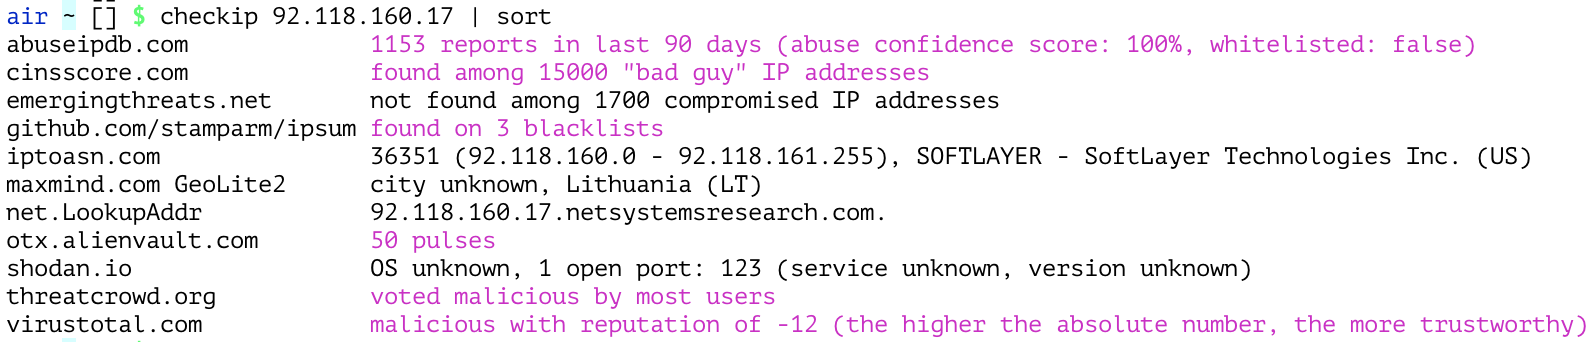 air ~ [] $ checkip 92.118.160.17 | sort
abuseipdb.com 1153 reports in last 90 days (abuse confidence score: 100%, whitelisted: false)
cinsscore.com found among 15000 "bad guy" IP addresses
emergingthreats.net not found among 1700 compromised IP addresses
github.com/stamparm/ipsum found on 3 blacklists
iptoasn.com 36351 (92.118.160.0 - 92.118.161.255), SOFTLAYER - SoftLayer Technologies Inc. (US)
maxmind.com GeoLite2 city unknown, Lithuania (LT)
net.LookupAddr 92.118.160.17.netsystemsresearch.com.
otx.alienvault.com 50 pulses
shodan.io OS unknown, 1 open port: 123 (service unknown, version unknown)
threatcrowd.org voted malicious by most users
virustotal.com malicious with reputation of -12 (the higher the absolute number, the more trustworthy)